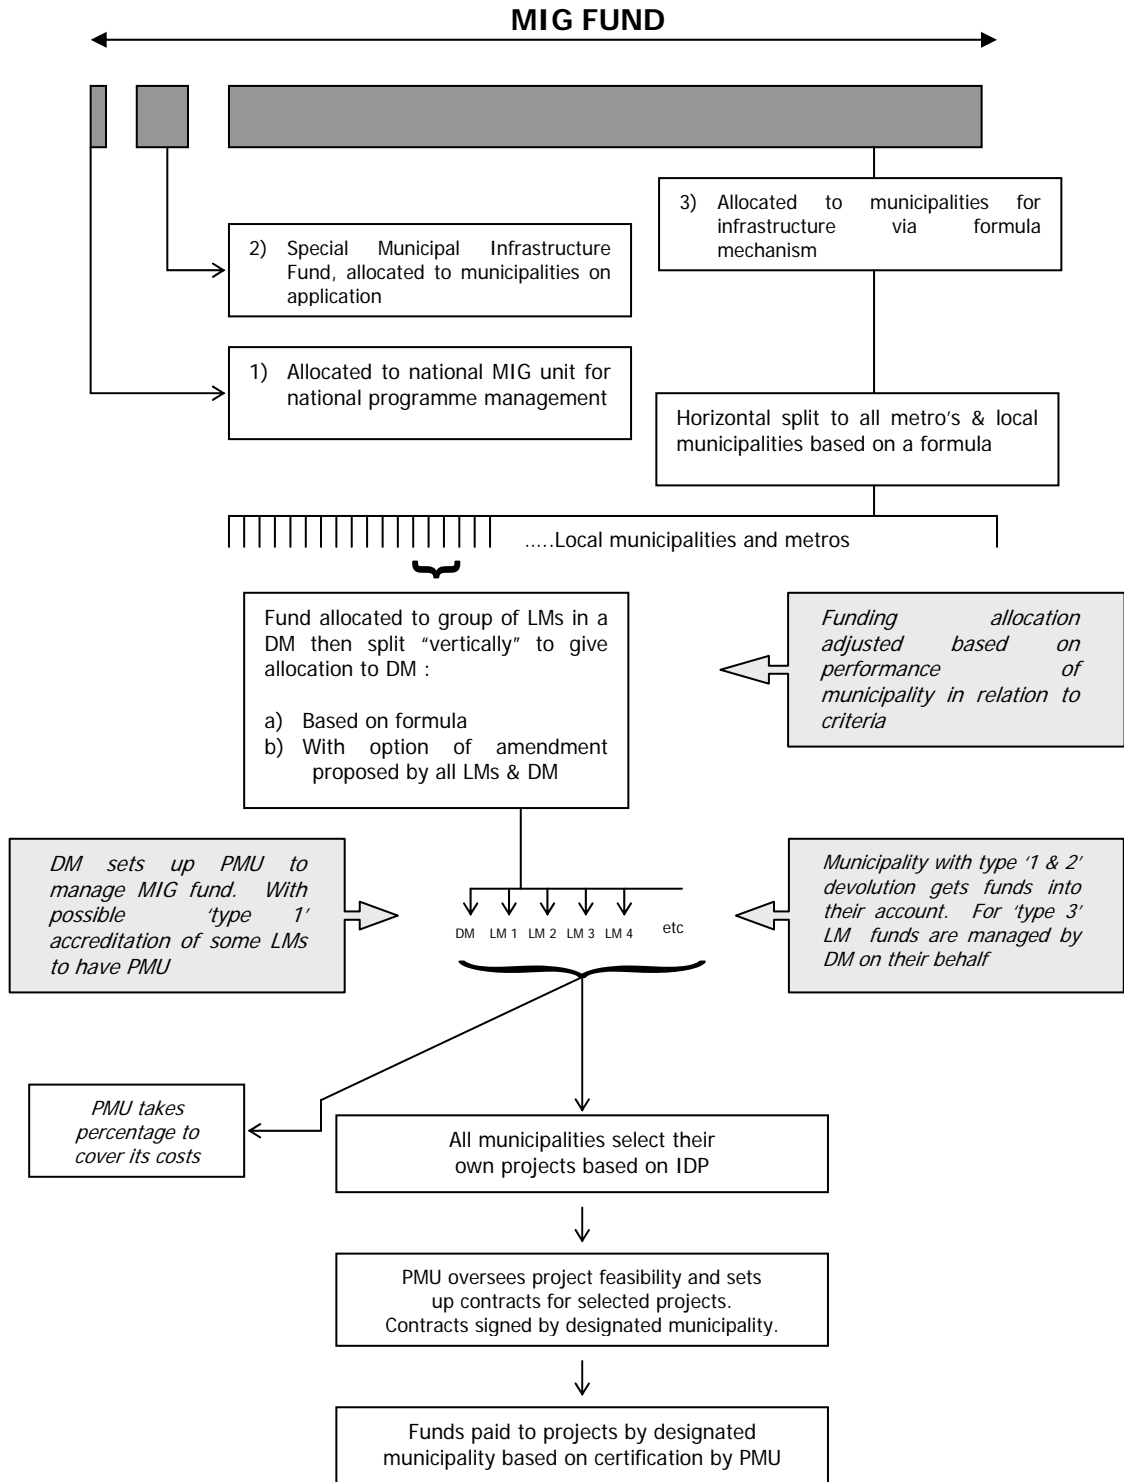 MIG FUND
3) Allocated to municipalities for
infrastructure via formula
mechanism
2) Special Municipal Infrastructure
Fund, allocated to municipalities on
application
1) Allocated to national MIG unit for
national programme management
Horizontal split to all metro's & local
municipalities based on a formula
.....Local municipalities and metros
Fund allocated to group of LMs in a
DM then split "vertically" to give
allocation to DM :
a) Based on formula
b) With option of amendment
proposed by all LMs & DM
Funding allocation
adjusted based on
performance of
municipality in relation to
criteria
DM sets up PMU to
manage MIG fund. With
possible 'type 1'
accreditation of some LMs
to have PMU
Municipality with type '1 & 2'
devolution gets funds into
their account. For 'type 3'
LM funds are managed by
DM on their behalf
DM LM 1 LM 2 LM 3 LM 4 etc
PMU takes
percentage to
cover its costs
All municipalities select their
own projects based on IDP
PMU oversees project feasibility and sets
up contracts for selected projects.
Contracts signed by designated municipality.
Funds paid to projects by designated
municipality based on certification by PMU